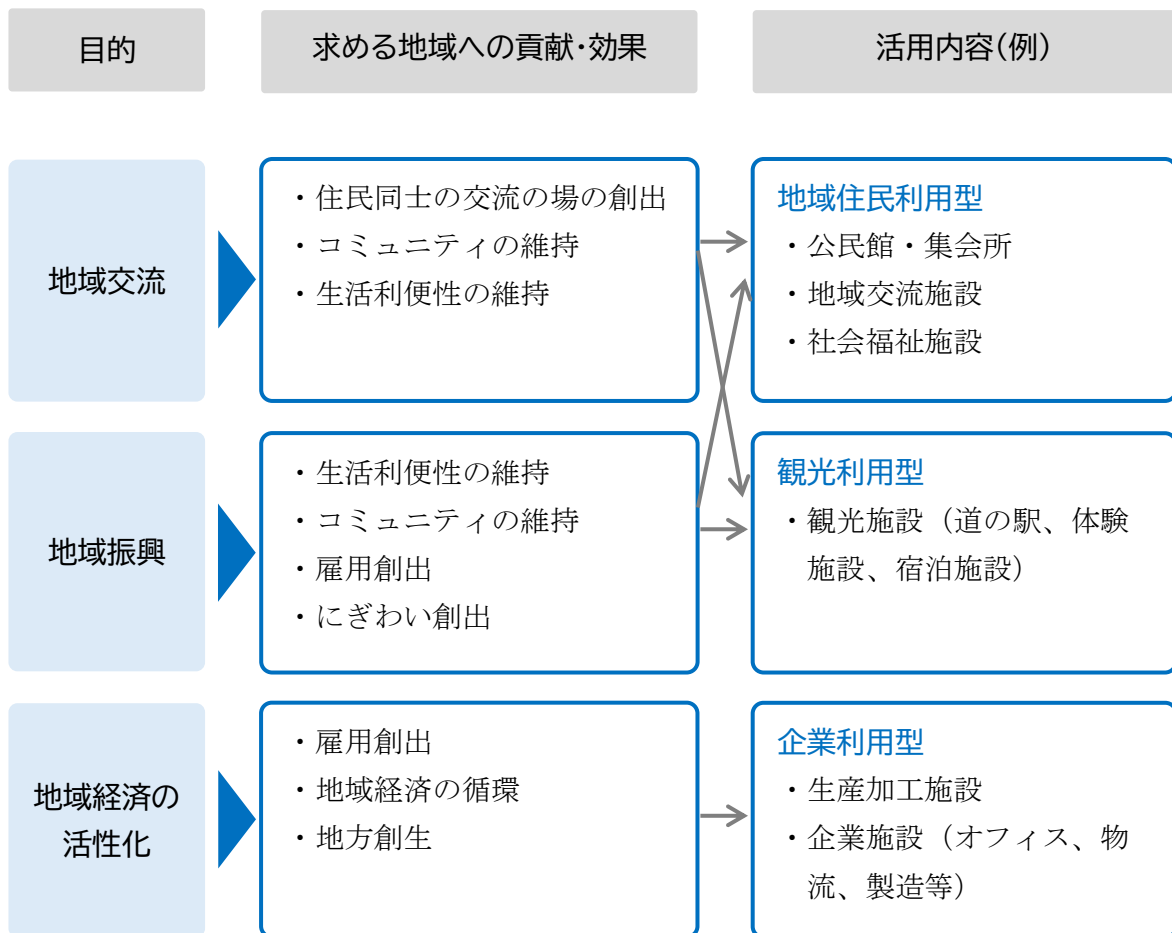 目的
求める地域への貢献・効果
活用内容(例)
地域交流
・住民同士の交流の場の創出
・コミュニティの維持
・生活利便性の維持
地域住民利用型
・公民館・集会所
・地域交流施設
・社会福祉施設
地域振興
・生活利便性の維持
・コミュニティの維持
・雇用創出
・にぎわい創出
観光利用型
・観光施設（道の駅、体験
施設、宿泊施設）
地域経済の
活性化
・雇用創出
・地域経済の循環
・地方創生
企業利用型
・生産加工施設
・企業施設（オフィス、物
流、製造等）